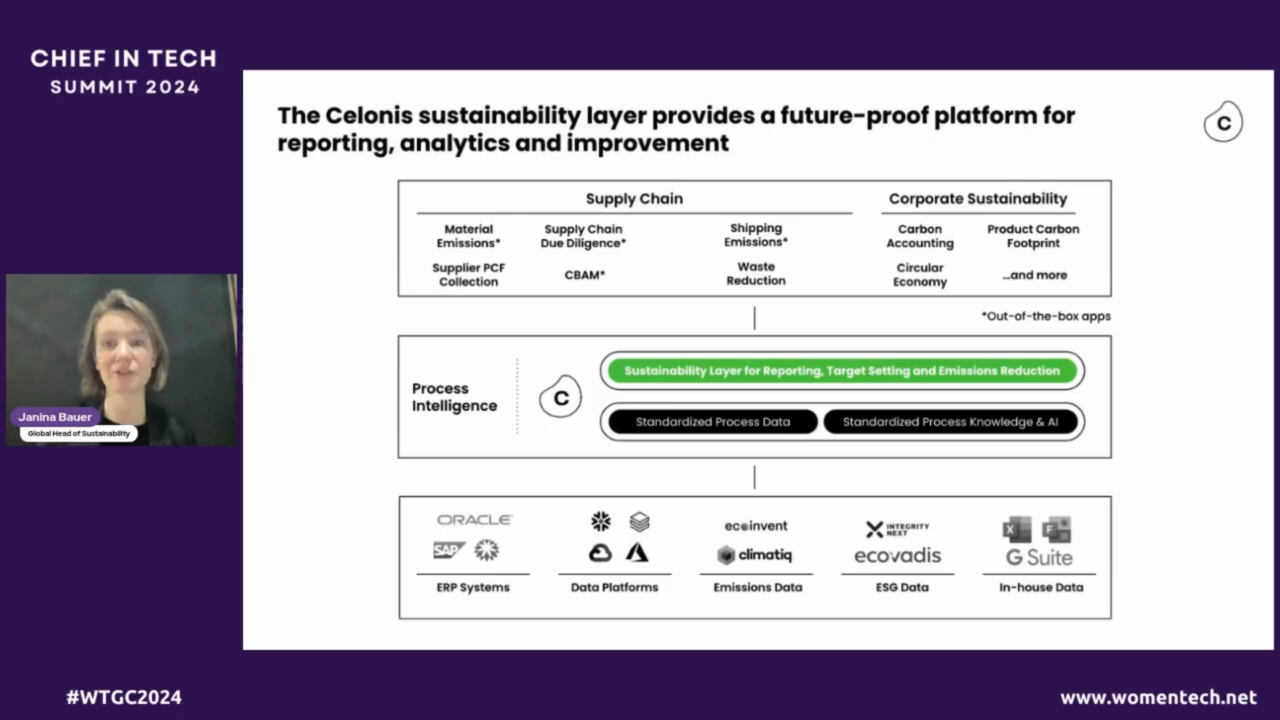 CHIEF IN TECH
SUMMIT 2024
The Celonis sustainability layer provides a future-proof platform for
reporting, analytics and improvement
C
Supply Chain
Corporate Sustainability
Material
Emissions*
Supply Chain
Due Diligence*
Shipping
Emissions*
Carbon
Accounting
Product Carbon
Footprint
Supplier PCF
Collection
CBAM*
Waste
Reduction
Circular
Economy
...and more
*Out-of-the-box apps
Process
Intelligence
C
Sustainability Layer for Reporting, Target Setting and Emissions Reduction
Standardized Process Data
Standardized Process Knowledge & AI
ORACLE
SAP
ecoinvent
climatiq
INTEGRITY
NEXT
ecovadis
X
F
G Suite
ERP Systems
Data Platforms
Emissions Data
ESG Data
In-house Data
Janina Bauer
Global Head of Sustainability
#WTGC2024
www.womentech.net